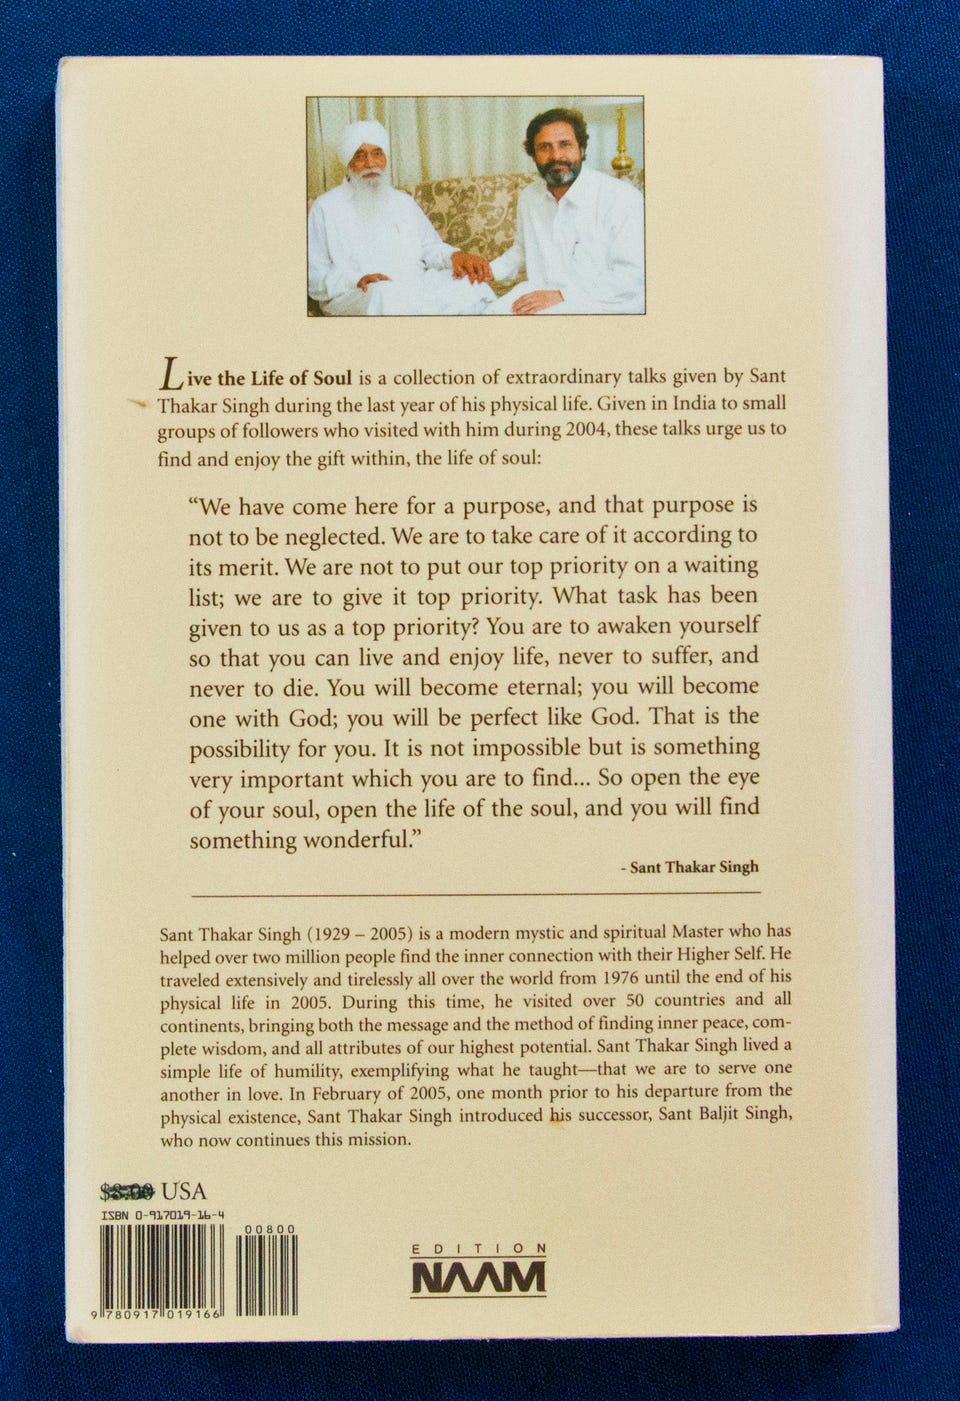 Live the Life of Soul is a collection of extraordinary talks given by Sant
Thakar Singh during the last year of his physical life. Given in India to small
groups of followers who visited with him during 2004, these talks urge us to
find and enjoy the gift within, the life of soul:
“We have come here for a purpose, and that purpose is
not to be neglected. We are to take care of it according to
its merit. We are not to put our top priority on a waiting
list; we are to give it top priority. What task has been
given to us as a top priority? You are to awaken yourself
so that you can live and enjoy life, never to suffer, and
never to die. You will become eternal; you will become
one with God; you will be perfect like God. That is the
possibility for you. It is not impossible but is something
very important which you are to find... So open the eye
of your soul, open the life of the soul, and you will find
something wonderful.”
- Sant Thakar Singh
Sant Thakar Singh (1929 – 2005) is a modern mystic and spiritual Master who has
helped over two million people find the inner connection with their Higher Self. He
traveled extensively and tirelessly all over the world from 1976 until the end of his
physical life in 2005. During this time, he visited over 50 countries and all
continents, bringing both the message and the method of finding inner peace, com-
plete wisdom, and all attributes of our highest potential. Sant Thakar Singh lived a
simple life of humility, exemplifying what he taught—that we are to serve one
another in love. In February of 2005, one month prior to his departure from the
physical existence, Sant Thakar Singh introduced his successor, Sant Baljit Singh,
who now continues this mission.
USA
ISBN 0-917019-16-4
00800
9 780917 019166
EDITION
NAAM